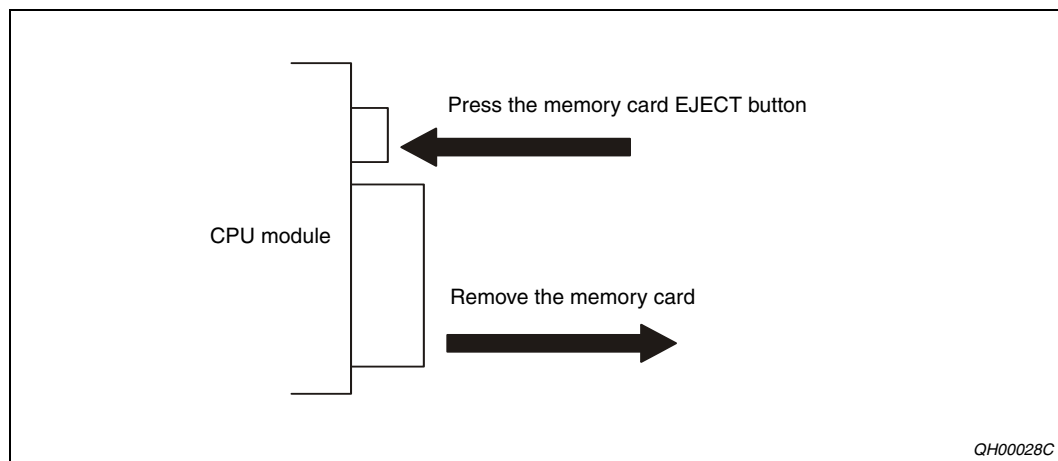 Press the memory card EJECT button
CPU module
Remove the memory card
QH00028C